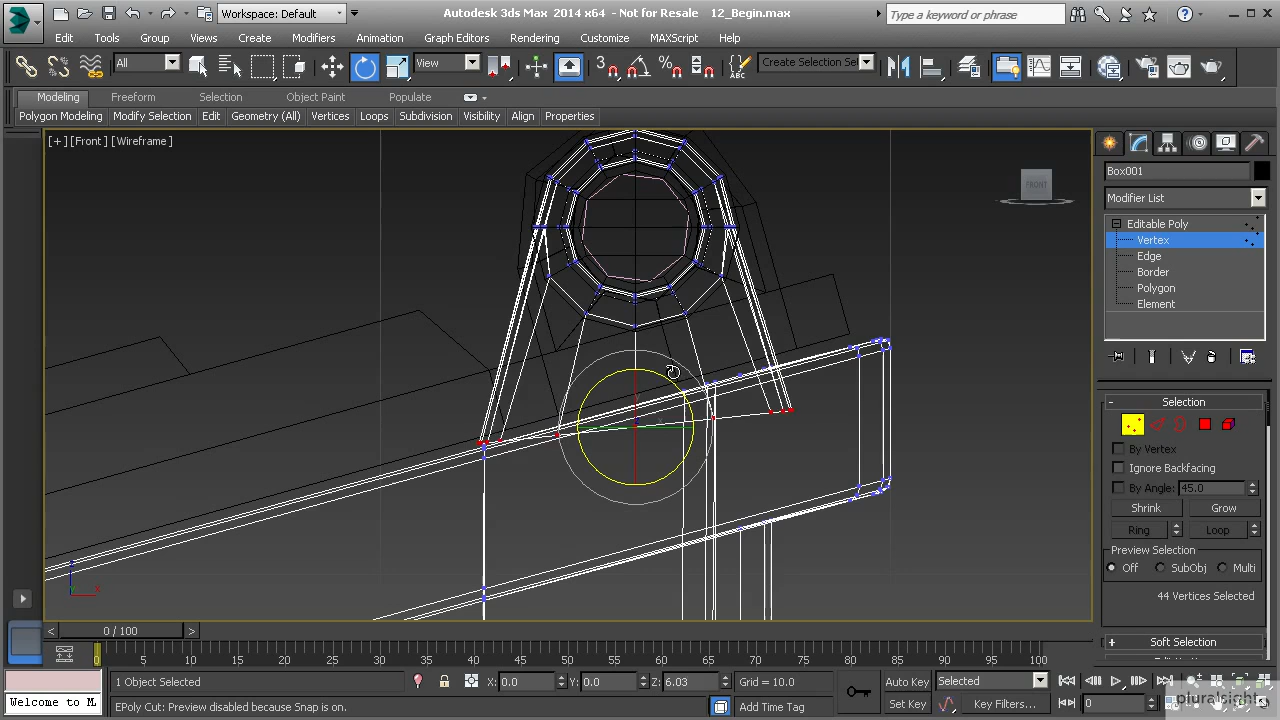 Workspace: Default
Autodesk 3ds Max 2014 x64 - Not for Resale 12_Begin.max
Type a keyword or phrase
Edit Tools Group Views Create Modifiers Animation Graph Editors Rendering Customize MAXScript Help
All
View
3
%
Create Selection Se
Modeling Freeform Selection Object Paint Populate
Polygon Modeling Modify Selection Edit Geometry (All) Vertices Loops Subdivision Visibility Align Properties
[+] [Front] [Wireframe]
FRONT
Box001
Modifier List
Editable Poly
Vertex
Edge
Border
Polygon
Element
- Selection
By Vertex
Ignore Backfacing
By Angle: 45.0
Shrink Grow
Ring Loop
Preview Selection
Off SubObj Multi
44 Vertices Selected
+ Soft Selection
x
< 0 / 100 >
0 5 10 15 20 25 30 35 40 45 50 55 60 65 70 75 80 85 90 95 100
1 Object Selected
X: 0.0 Y: 0.0 Z: 6.03
Grid = 10.0
Auto Key Selected
Welcome to M
EPoly Cut: Preview disabled because Snap is on.
Add Time Tag
Set Key Key Filters...
0
pluralsight